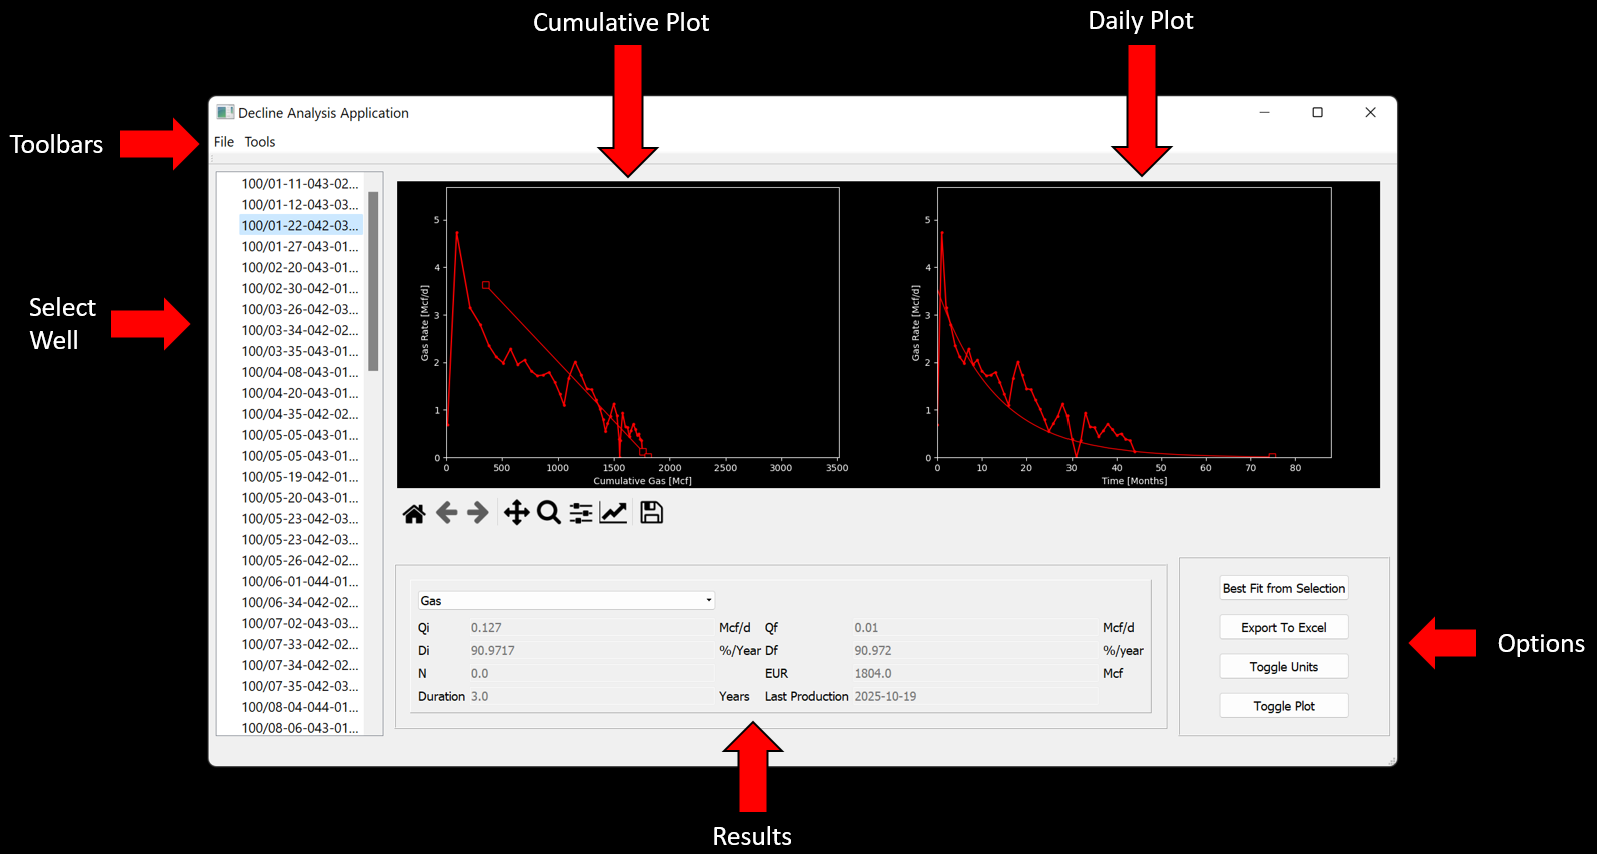 Cumulative Plot
Daily Plot
Decline Analysis Application
Toolbars
File Tools
100/01-11-043-02...
100/01-12-043-03...
100/01-22-042-03...
100/01-27-043-01...
100/02-20-043-01...
100/02-30-042-01...
100/03-26-042-03...
100/03-34-042-02...
100/03-35-043-01...
100/04-08-043-01...
100/04-20-043-01...
100/04-35-042-02...
100/05-05-043-01...
100/05-05-043-01...
100/05-19-042-01...
100/05-20-043-01...
100/05-23-042-03...
100/05-23-042-03...
100/05-26-042-02...
100/06-01-044-01...
100/06-34-042-02...
100/07-02-043-03...
100/07-33-042-02...
100/07-34-042-02...
100/07-35-042-03...
100/08-04-044-01...
100/08-06-043-01...
Select
Well
5
4
3
2
1
0
Gas Rate [Mcf/d]
0 500 1000 1500 2000 2500 3000 3500
Cumulative Gas [Mcf]
5
4
3
2
1
0
Gas Rate [Mcf/d]
0 10 20 30 40 50 60 70 80
Time [Months]
Gas
Qi 0.127 Mcf/d Qf 0.01 Mcf/d
Di 90.9717 %/Year Df 90.972 %/year
N 0.0 EUR 1804.0 Mcf
Duration 3.0 Years Last Production 2025-10-19
Best Fit from Selection
Export To Excel
Toggle Units
Toggle Plot
Options
Results